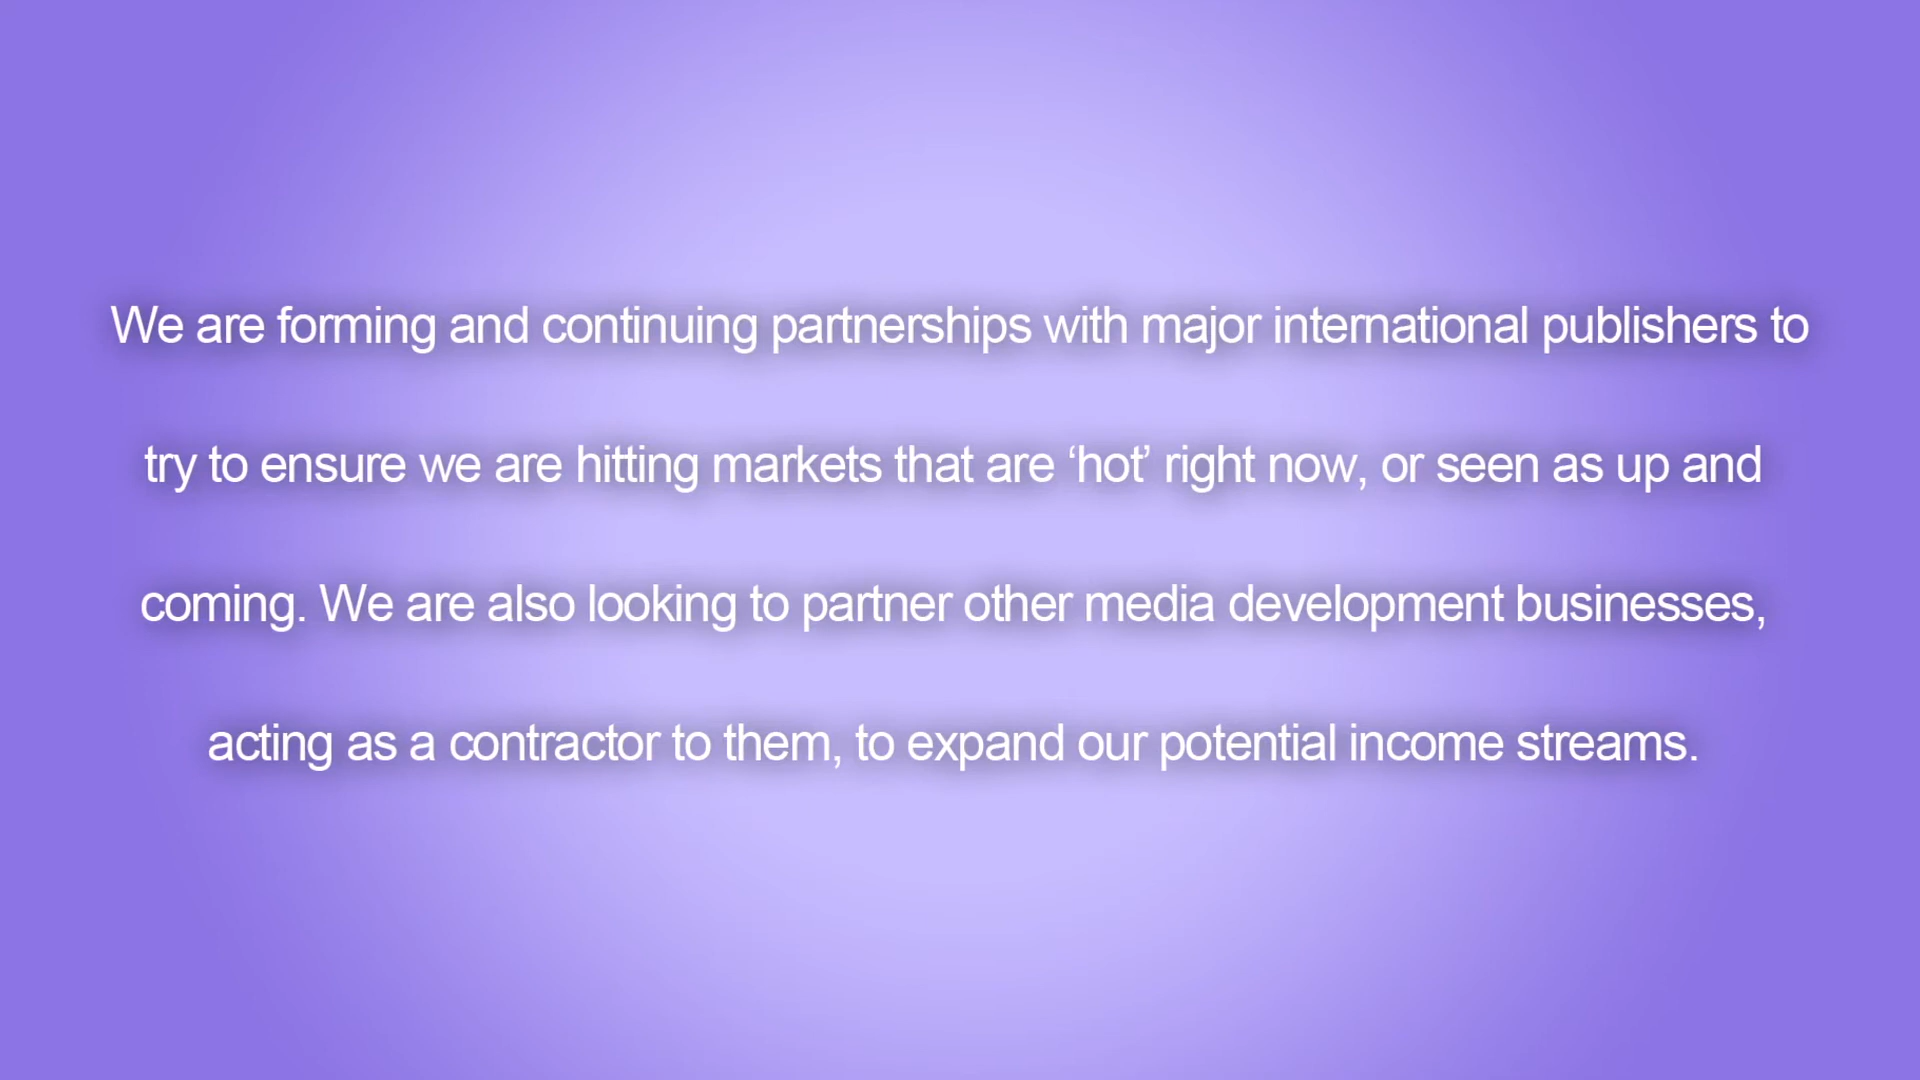 We are forming and continuing partnerships with major international publishers to
try to ensure we are hitting markets that are ‘hot’ right now, or seen as up and
coming. We are also looking to partner other media development businesses,
acting as a contractor to them, to expand our potential income streams.